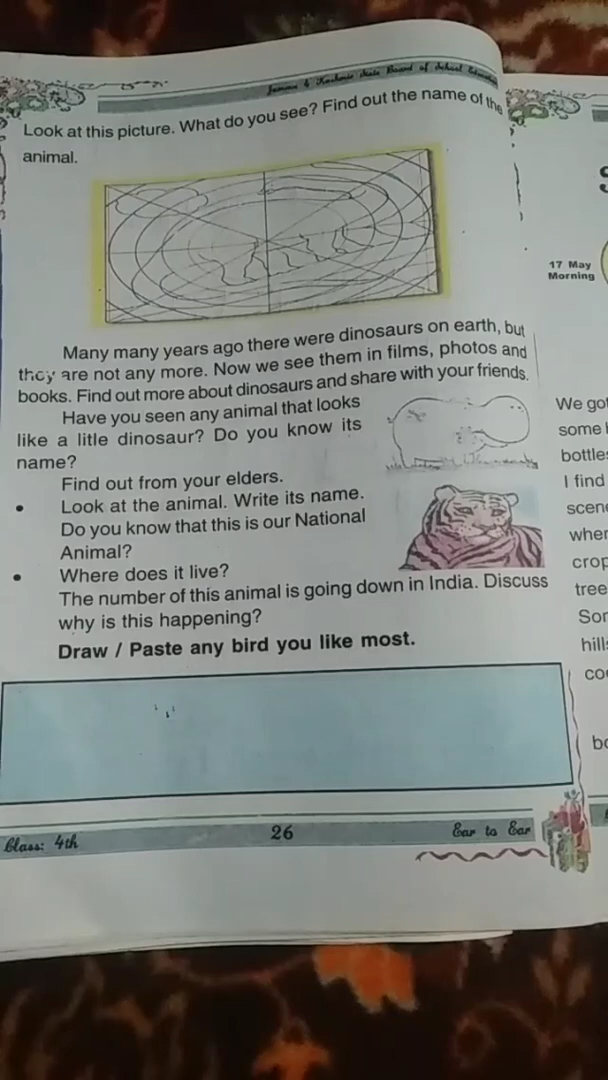 Jammu & Kashmir State Board of School Education
Look at this picture. What do you see? Find out the name of the
animal.
Many many years ago there were dinosaurs on earth, but
they are not any more. Now we see them in films, photos and
books. Find out more about dinosaurs and share with your friends.
Have you seen any animal that looks
like a litle dinosaur? Do you know its
name?
Find out from your elders.
• Look at the animal. Write its name.
Do you know that this is our National
Animal?
• Where does it live?
The number of this animal is going down in India. Discuss
why is this happening?
Draw / Paste any bird you like most.
Class: 4th 26 Ear to Ear
17 May
Morning
We got
some
bottles
I find
scen
wher
crop
tree
Sor
hill
co